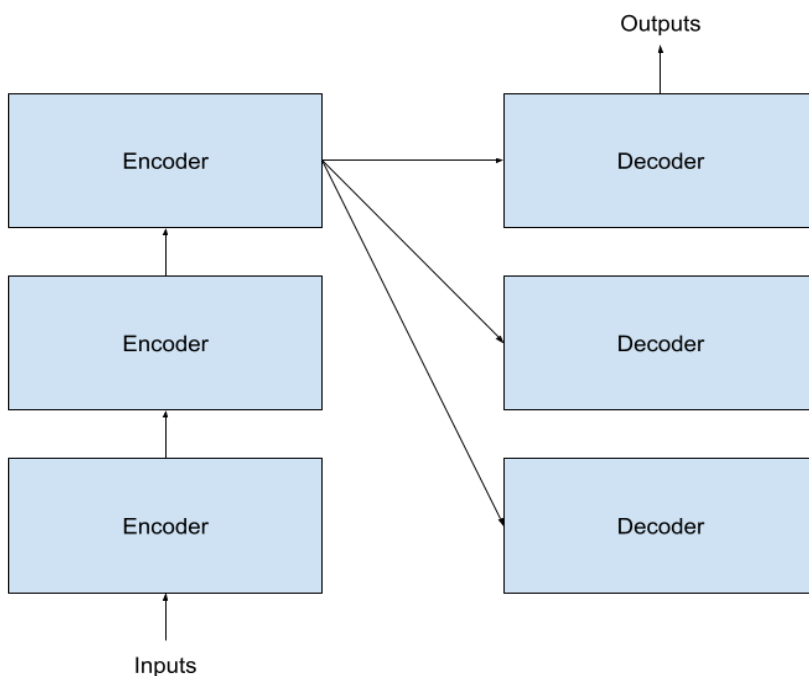 Outputs
Encoder
Decoder
Encoder
Decoder
Encoder
Decoder
Inputs